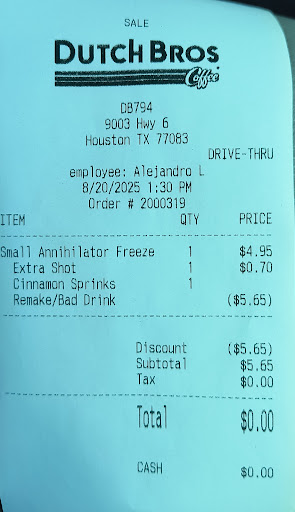 SALE
DUTCH BROS
Coffee
DB794
9003 Hwy 6
Houston TX 77083
DRIVE-THRU
employee: Alejandro L
8/20/2025 1:30 PM
Order # 2000319
ITEM QTY PRICE
Small Annihilator Freeze 1 $4.95
Extra Shot 1 $0.70
Cinnamon Sprinks 1
Remake/Bad Drink ($5.65)
Discount ($5.65)
Subtotal $5.65
Tax $0.00
Total $0.00
CASH $0.00